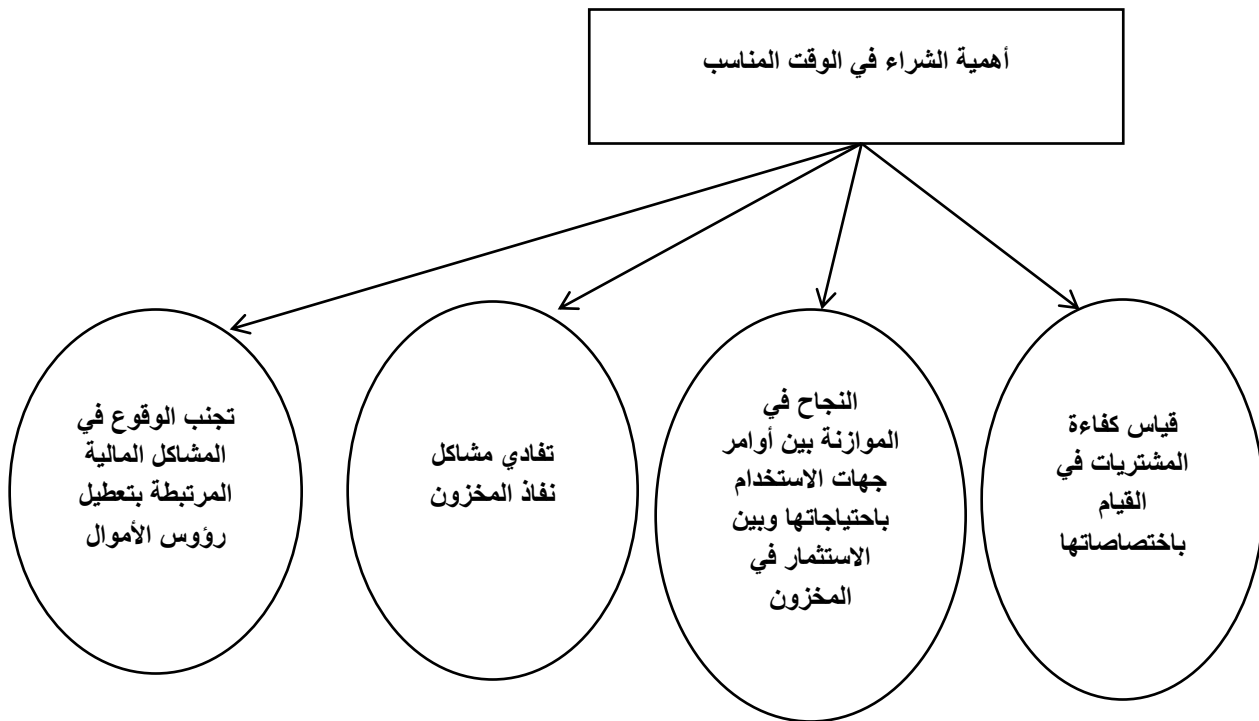 أهمية الشراء في الوقت المناسب
قياس كفاءة
المشتريات في
القيام
باختصاصاتها
النجاح في
الموازنة بين أوامر
جهات الاستخدام
باحتياجاتها وبين
الاستثمار في
المخزون
تفادي مشاكل
نفاذ المخزون
تجنب الوقوع في
المشاكل المالية
المرتبطة بتعطيل
رؤوس الأموال